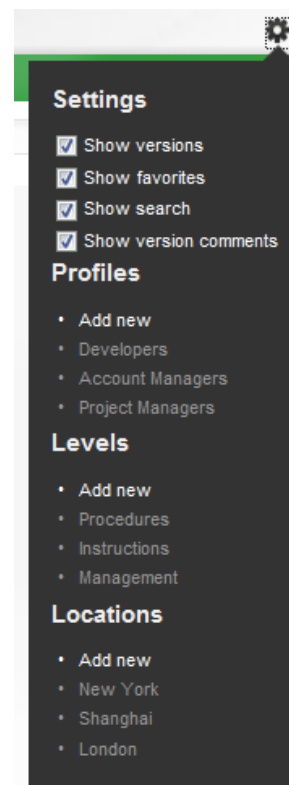 Settings
Show versions
Show favorites
Show search
Show version comments
Profiles
• Add new
• Developers
• Account Managers
• Project Managers
Levels
• Add new
• Procedures
• Instructions
• Management
Locations
• Add new
• New York
• Shanghai
• London